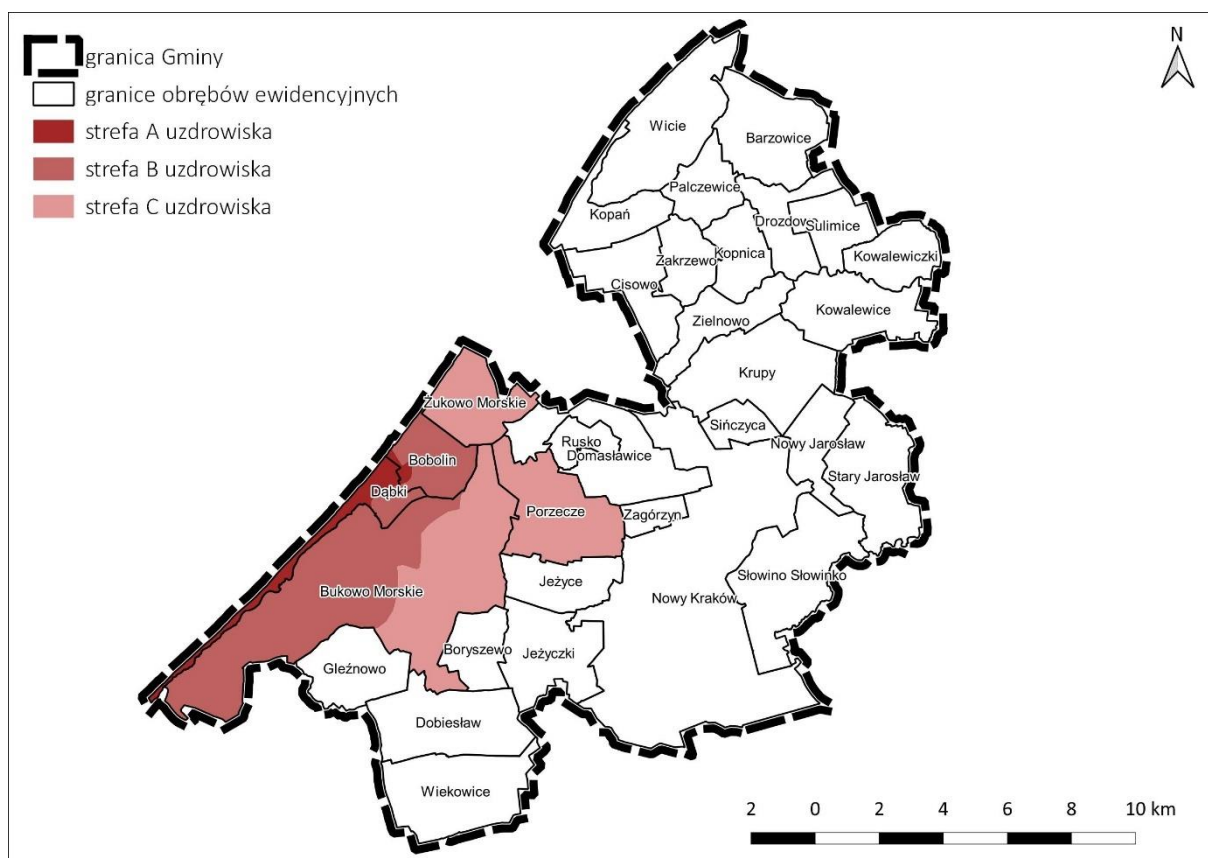 granica Gminy
granice obrębów ewidencyjnych
strefa A uzdrowiska
strefa B uzdrowiska
strefa C uzdrowiska
N
Wicie
Barzowice
Palczewice
Kopań
Drozdowo
Sulimice
Kopnica
Zakrzewo
Kowalewiczki
Cisowo
Kowalewice
Zielnowo
Krupy
Żukowo Morskie
Sińczyca
Rusko
Nowy Jarosław
Domasławice
Bobolin
Stary Jarosław
Dąbki
Porzecze
Zagórzyn
Jeżyce
Słowino Słowinko
Bukowo Morskie
Nowy Kraków
Boryszewo
Jeżyczki
Gleźnowo
Dobiesław
Wiekowice
2 0 2 4 6 8 10 km